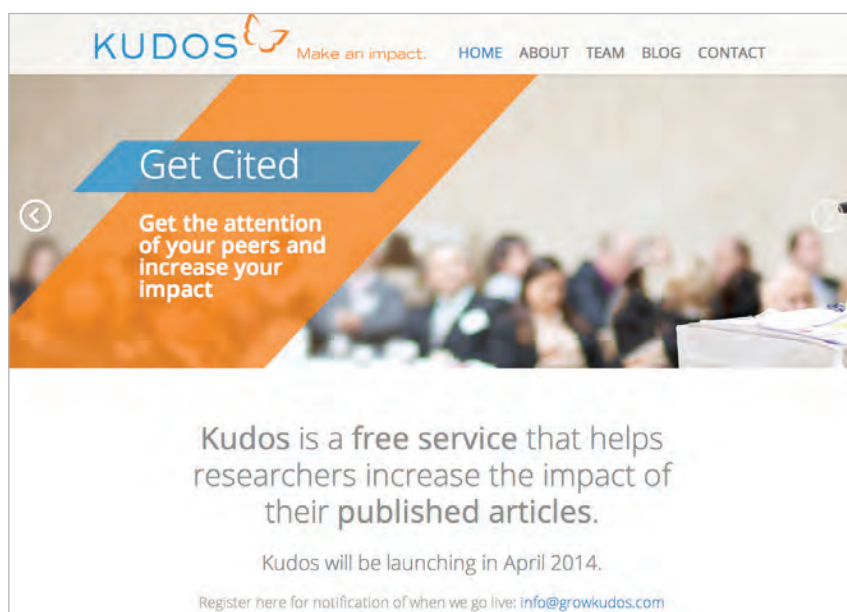 KUDOS Make an impact. HOME ABOUT TEAM BLOG CONTACT
Get Cited
Get the attention
of your peers and
increase your
impact
Kudos is a free service that helps
researchers increase the impact of
their published articles.
Kudos will be launching in April 2014.
Register here for notification of when we go live: info@growkudos.com